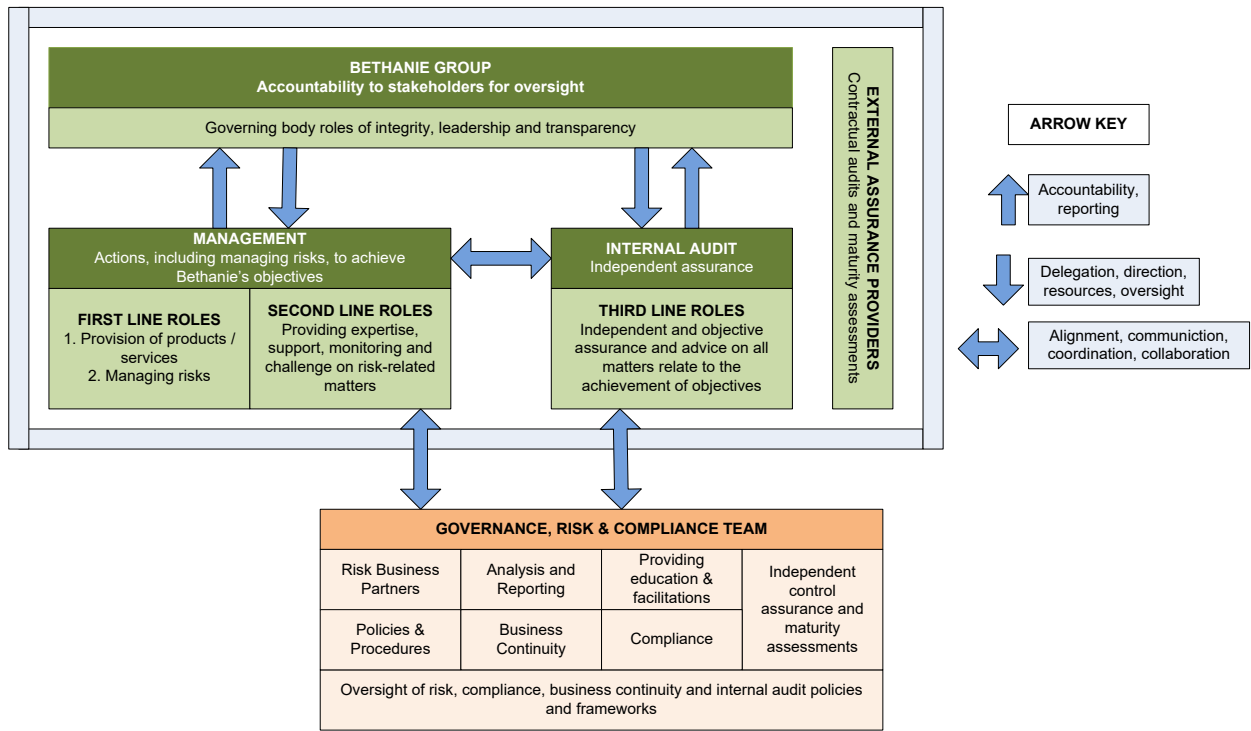 BETHANIE GROUP
Accountability to stakeholders for oversight
Governing body roles of integrity, leadership and transparency
MANAGEMENT
Actions, including managing risks, to achieve
Bethanie’s objectives
INTERNAL AUDIT
Independent assurance
FIRST LINE ROLES
1. Provision of products /
services
2. Managing risks
SECOND LINE ROLES
Providing expertise,
support, monitoring and
challenge on risk-related
matters
THIRD LINE ROLES
Independent and objective
assurance and advice on all
matters relate to the
achievement of objectives
EXTERNAL ASSURANCE PROVIDERS
Contractual audits and maturity assessments
ARROW KEY
Accountability,
reporting
Delegation, direction,
resources, oversight
Alignment, communiction,
coordination, collaboration
GOVERNANCE, RISK & COMPLIANCE TEAM
Risk Business
Partners
Analysis and
Reporting
Providing
education &
facilitations
Independent
control
assurance and
maturity
assessments
Policies &
Procedures
Business
Continuity
Compliance
Oversight of risk, compliance, business continuity and internal audit policies
and frameworks